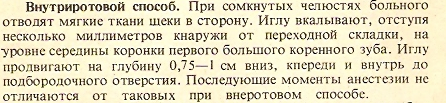 Внутриротовой способ. При сомкнутых челюстях больного
отводят мягкие ткани щеки в сторону. Иглу вкалывают, отступя
несколько миллиметров кнаружи от переходной складки, на
уровне середины коронки первого большого коренного зуба. Иглу
продвигают на глубину 0,75—1 см вниз, кпереди и внутрь до
подбородочного отверстия. Последующие моменты анестезии не
отличаются от таковых при внеротовом способе.